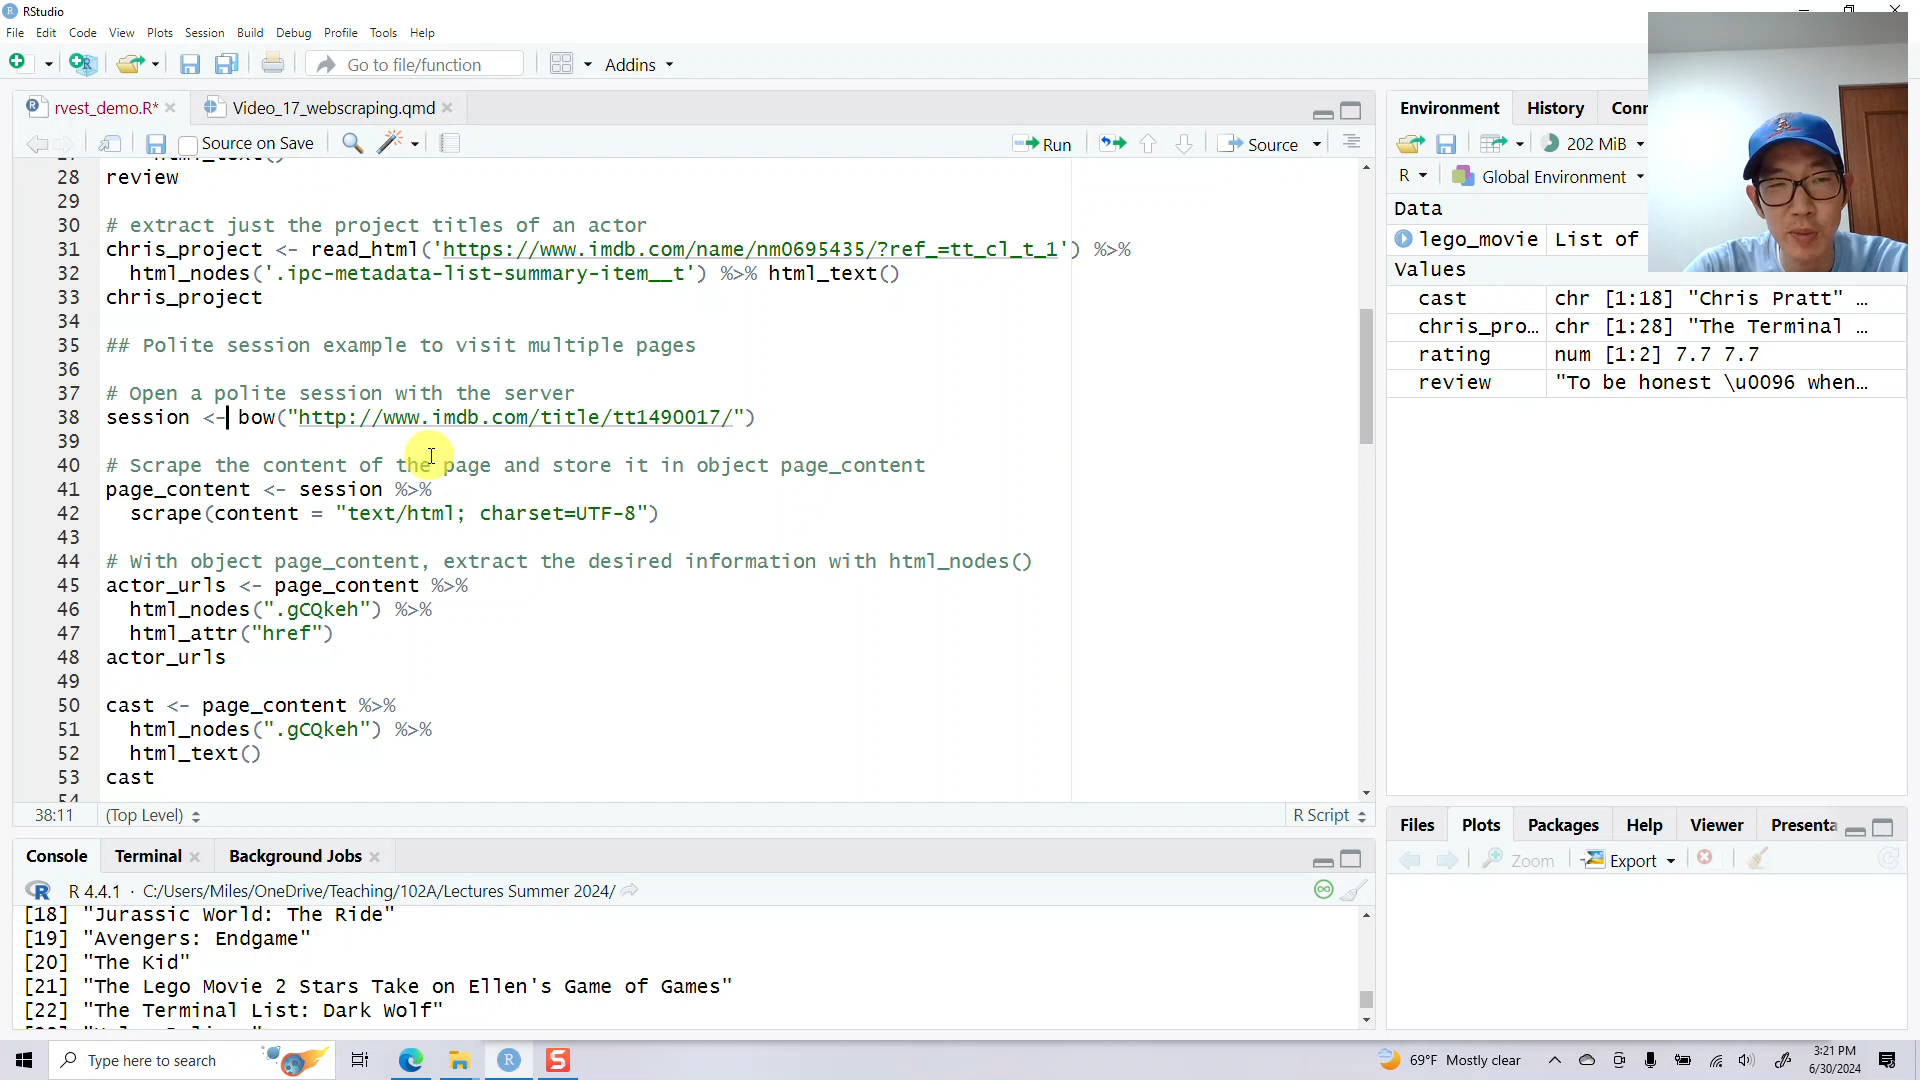 RStudio
File Edit Code View Plots Session Build Debug Profile Tools Help
Go to file/function Addins
rvest_demo.R* Video_17_webscraping.qmd
Source on Save Run Source
28 review
29
30 # extract just the project titles of an actor
31 chris_project <- read_html('https://www.imdb.com/name/nm0695435/?ref_=tt_cl_t_1') %>%
32 html_nodes('.ipc-metadata-list-summary-item__t') %>% html_text()
33 chris_project
34
35 ## Polite session example to visit multiple pages
36
37 # Open a polite session with the server
38 session <- bow("http://www.imdb.com/title/tt1490017/")
39
40 # Scrape the content of the page and store it in object page_content
41 page_content <- session %>%
42 scrape(content = "text/html; charset=UTF-8")
43
44 # With object page_content, extract the desired information with html_nodes()
45 actor_urls <- page_content %>%
46 html_nodes(".gCQkeh") %>%
47 html_attr("href")
48 actor_urls
49
50 cast <- page_content %>%
51 html_nodes(".gCQkeh") %>%
52 html_text()
53 cast
38:11 (Top Level) R Script
Console Terminal Background Jobs
R 4.4.1 · C:/Users/Miles/OneDrive/Teaching/102A/Lectures Summer 2024/
[18] "Jurassic World: The Ride"
[19] "Avengers: Endgame"
[20] "The Kid"
[21] "The Lego Movie 2 Stars Take on Ellen's Game of Games"
[22] "The Terminal List: Dark Wolf"
Environment History Conn
202 MiB
R Global Environment
Data
lego_movie List of
Values
cast chr [1:18] "Chris Pratt" …
chris_pro… chr [1:28] "The Terminal …
rating num [1:2] 7.7 7.7
review "To be honest \u0096 when…
Files Plots Packages Help Viewer Presenta
Zoom Export
Type here to search
69°F Mostly clear
3:21 PM
6/30/2024